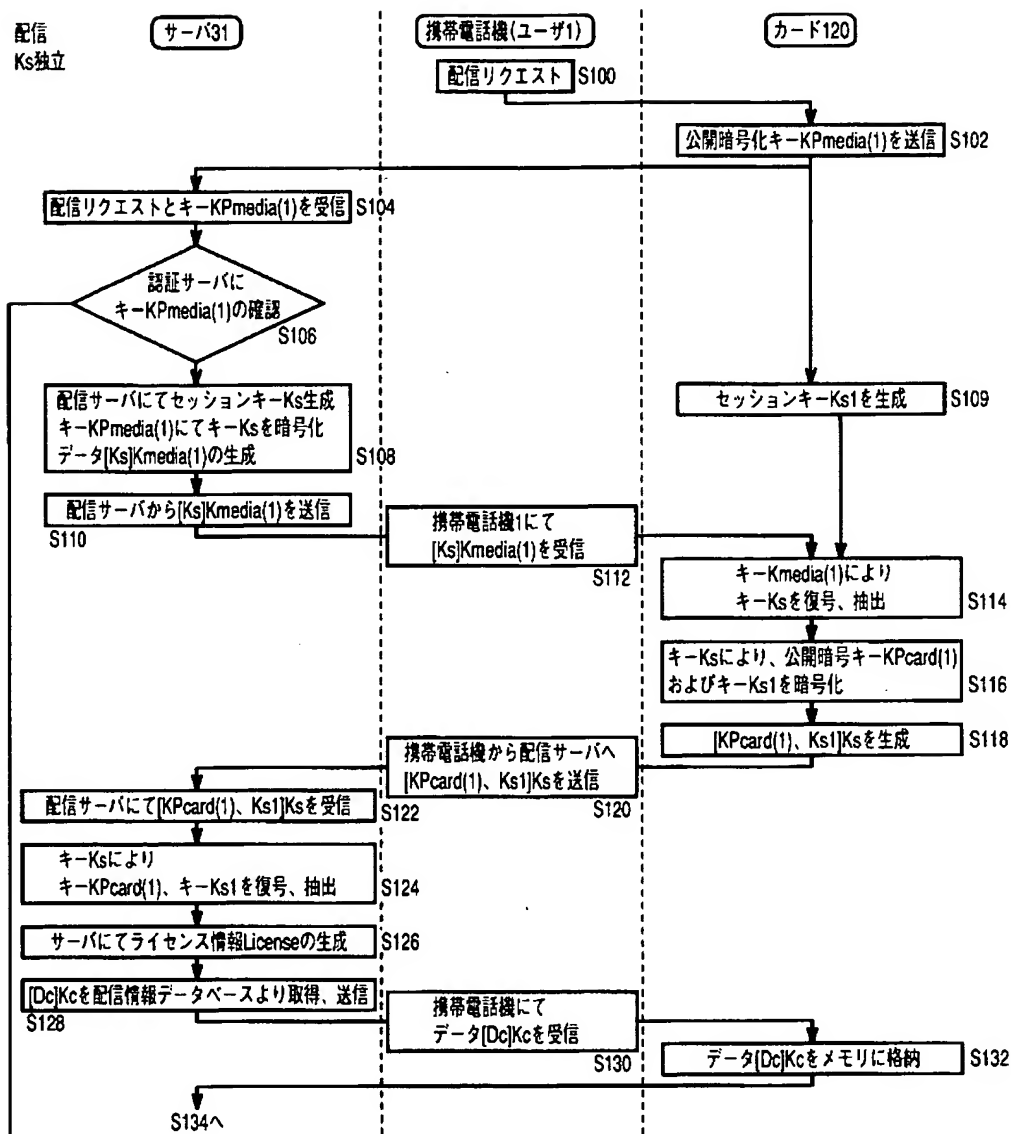 配信
Ks独立
サーバ31
携帯電話機(ユーザ1)
カード120
配信リクエスト S100
公開暗号化キーKPmedia(1)を送信 S102
配信リクエストとキーKPmedia(1)を受信 S104
認証サーバに
キーKPmedia(1)の確認
S106
配信サーバにてセッションキーKs生成
キーKPmedia(1)にてキーKsを暗号化
データ[Ks]Kmedia(1)の生成
S108
セッションキーKs1を生成 S109
配信サーバから[Ks]Kmedia(1)を送信
S110
携帯電話機1にて
[Ks]Kmedia(1)を受信
S112
キーKmedia(1)により
キーKsを復号、抽出 S114
キーKsにより、公開暗号キーKPcard(1)
およびキーKs1を暗号化 S116
[KPcard(1)、Ks1]Ksを生成 S118
携帯電話機から配信サーバへ
[KPcard(1)、Ks1]Ksを送信
S120
配信サーバにて[KPcard(1)、Ks1]Ksを受信 S122
キーKsにより
キーKPcard(1)、キーKs1を復号、抽出 S124
サーバにてライセンス情報Licenseの生成 S126
[Dc]Kcを配信情報データベースより取得、送信
S128
携帯電話機にて
データ[Dc]Kcを受信
S130
データ[Dc]Kcをメモリに格納 S132
S134へ